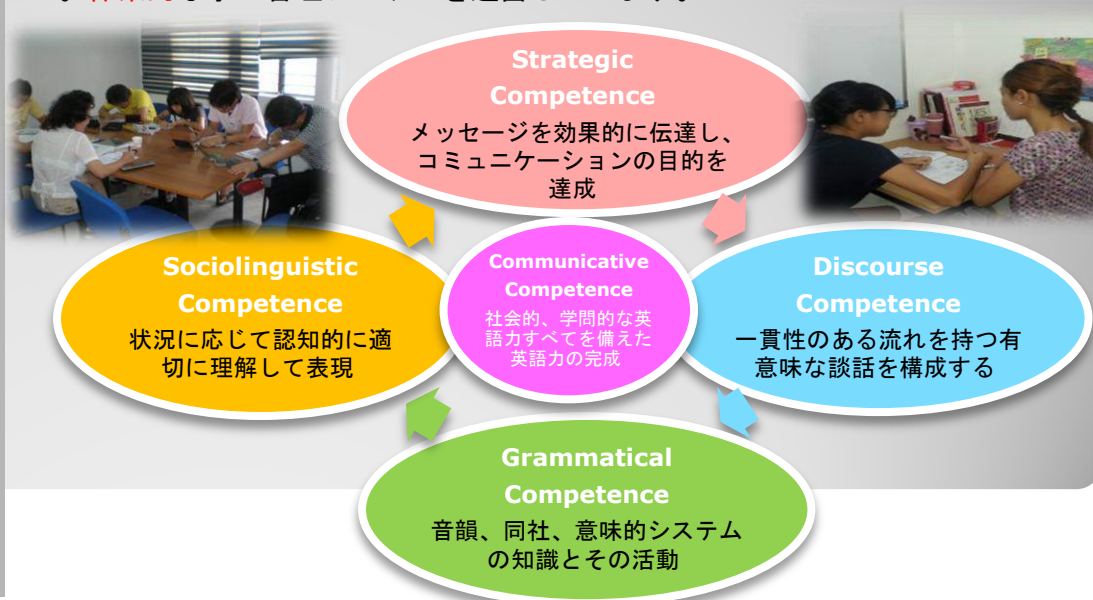 Strategic
Competence
メッセージを効果的に伝達し、
コミュニケーションの目的を
達成
Sociolinguistic
Competence
状況に応じて認知的に適
切に理解して表現
Communicative
Competence
社会的、学問的な英
語力すべてを備えた
英語力の完成
Discourse
Competence
一貫性のある流れを持つ有
意味な談話を構成する
Grammatical
Competence
音韻、同社、意味的システム
の知識とその活動